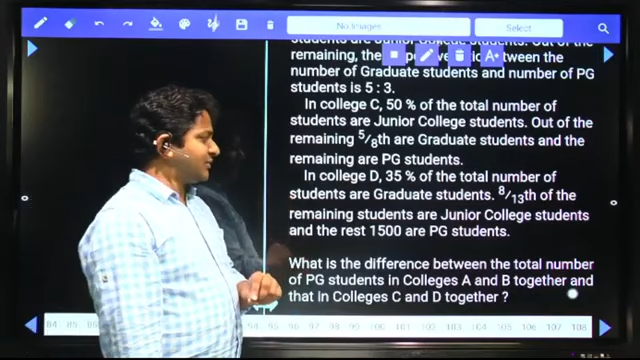 No Images
Select
students are Junior College students. Out of the
remaining, the between the
number of Graduate students and number of PG
students is 5 : 3.
In college C, 50 % of the total number of
students are Junior College students. Out of the
remaining 5/8th are Graduate students and the
remaining are PG students.
In college D, 35 % of the total number of
students are Graduate students. 8/13th of the
remaining students are Junior College students
and the rest 1500 are PG students.
What is the difference between the total number
of PG students in Colleges A and B together and
that in Colleges C and D together ?
84 85 86 94 95 96 97 98 99 100 101 102 103 104 105 106 107 108